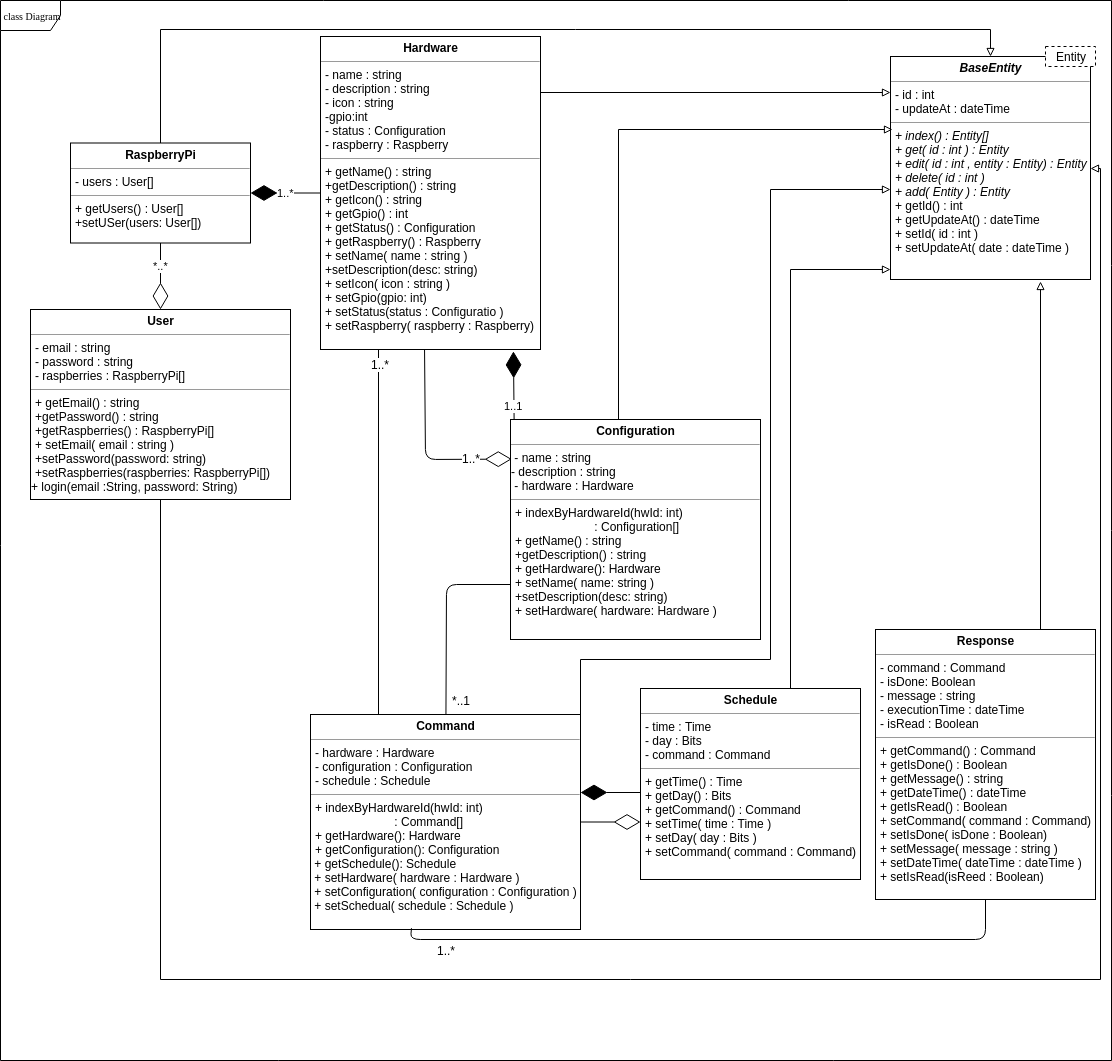 class Diagram
Hardware
- name : string
- description : string
- icon : string
-gpio:int
- status : Configuration
- raspberry : Raspberry
+ getName() : string
+getDescription() : string
+ getIcon() : string
+ getGpio() : int
+ getStatus() : Configuration
+ getRaspberry() : Raspberry
+ setName( name : string )
+setDescription(desc: string)
+ setIcon( icon : string )
+ setGpio(gpio: int)
+ setStatus(status : Configuratio )
+ setRaspberry( raspberry : Raspberry)
Entity
BaseEntity
- id : int
- updateAt : dateTime
+ index() : Entity[]
+ get( id : int ) : Entity
+ edit( id : int , entity : Entity) : Entity
+ delete( id : int )
+ add( Entity ) : Entity
+ getId() : int
+ getUpdateAt() : dateTime
+ setId( id : int )
+ setUpdateAt( date : dateTime )
RaspberryPi
- users : User[]
+ getUsers() : User[]
+setUSer(users: User[])
1..*
*..*
User
- email : string
- password : string
- raspberries : RaspberryPi[]
+ getEmail() : string
+getPassword() : string
+getRaspberries() : RaspberryPi[]
+ setEmail( email : string )
+setPassword(password: string)
+setRaspberries(raspberries: RaspberryPi[])
+ login(email :String, password: String)
1..*
1..1
1..*
Configuration
- name : string
- description : string
- hardware : Hardware
+ indexByHardwareId(hwId: int)
: Configuration[]
+ getName() : string
+getDescription() : string
+ getHardware(): Hardware
+ setName( name: string )
+setDescription(desc: string)
+ setHardware( hardware: Hardware )
*..1
Command
- hardware : Hardware
- configuration : Configuration
- schedule : Schedule
+ indexByHardwareId(hwId: int)
: Command[]
+ getHardware(): Hardware
+ getConfiguration(): Configuration
+ getSchedule(): Schedule
+ setHardware( hardware : Hardware )
+ setConfiguration( configuration : Configuration )
+ setSchedual( schedule : Schedule )
Schedule
- time : Time
- day : Bits
- command : Command
+ getTime() : Time
+ getDay() : Bits
+ getCommand() : Command
+ setTime( time : Time )
+ setDay( day : Bits )
+ setCommand( command : Command)
Response
- command : Command
- isDone: Boolean
- message : string
- executionTime : dateTime
- isRead : Boolean
+ getCommand() : Command
+ getIsDone() : Boolean
+ getMessage() : string
+ getDateTime() : dateTime
+ getIsRead() : Boolean
+ setCommand( command : Command)
+ setIsDone( isDone : Boolean)
+ setMessage( message : string )
+ setDateTime( dateTime : dateTime )
+ setIsRead(isReed : Boolean)
1..*